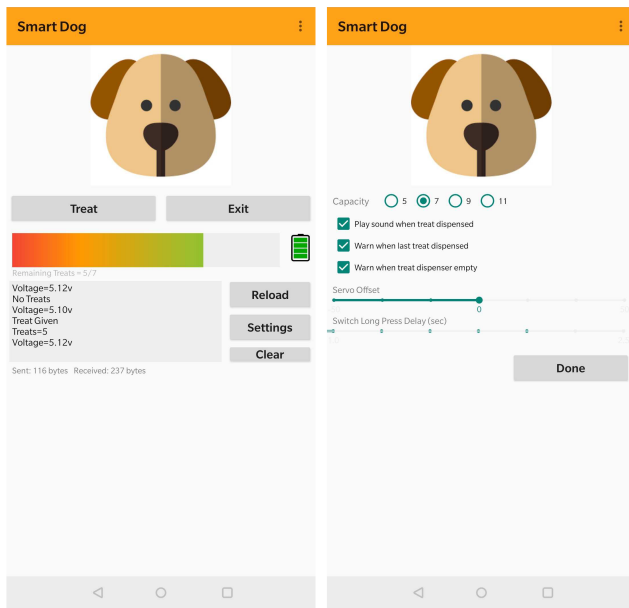 Smart Dog
Treat
Exit
Remaining Treats = 5/7
Voltage=5.12v
No Treats
Voltage=5.10v
Treat Given
Treats=5
Voltage=5.12v
Reload
Settings
Clear
Sent: 116 bytes Received: 237 bytes
Smart Dog
Capacity 5 7 9 11
Play sound when treat dispensed
Warn when last treat dispensed
Warn when treat dispenser empty
Servo Offset
0
Switch Long Press Delay (sec)
Done